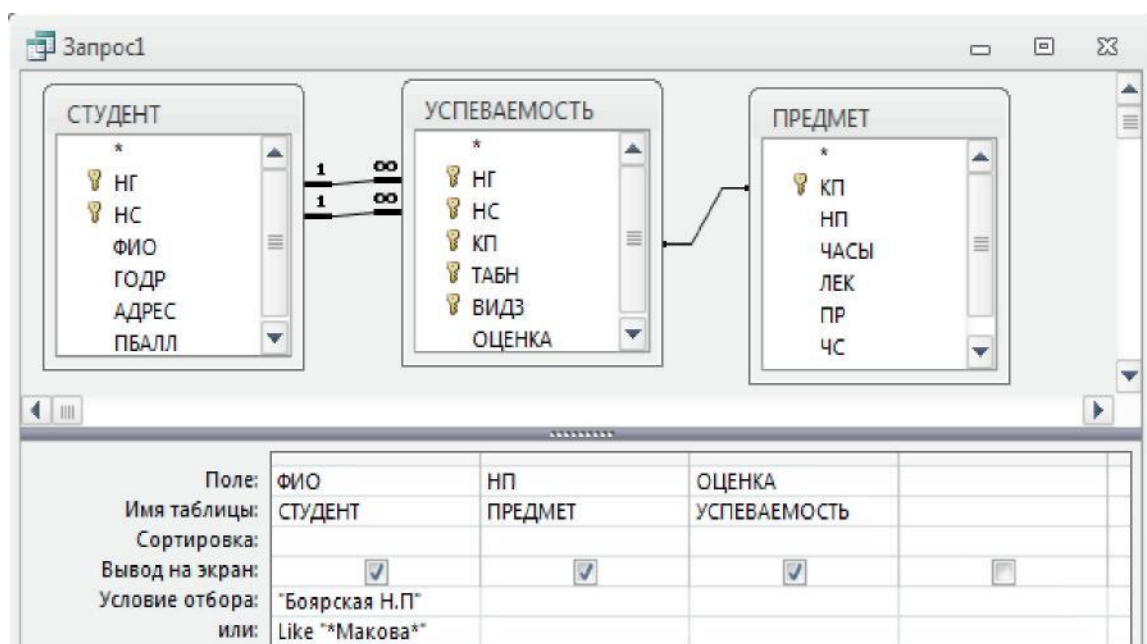 Запрос1
СТУДЕНТ
*
НГ
НС
ФИО
ГОДР
АДРЕС
ПБАЛЛ
1 ∞
1 ∞
УСПЕВАЕМОСТЬ
*
НГ
НС
КП
ТАБН
ВИДЗ
ОЦЕНКА
ПРЕДМЕТ
*
КП
НП
ЧАСЫ
ЛЕК
ПР
ЧС
Поле: ФИО НП ОЦЕНКА
Имя таблицы: СТУДЕНТ ПРЕДМЕТ УСПЕВАЕМОСТЬ
Сортировка:
Вывод на экран:
Условие отбора: "Боярская Н.П"
или: Like "*Макова*"